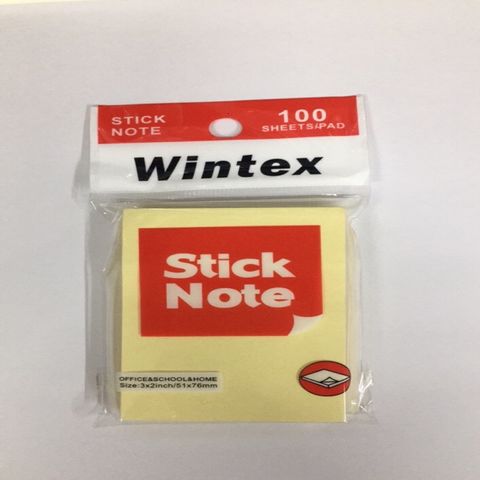 STICK
NOTE
100
SHEETS/PAD
Wintex
Stick
Note
OFFICE&SCHOOL&HOME
Size:3x2inch/51x76mm